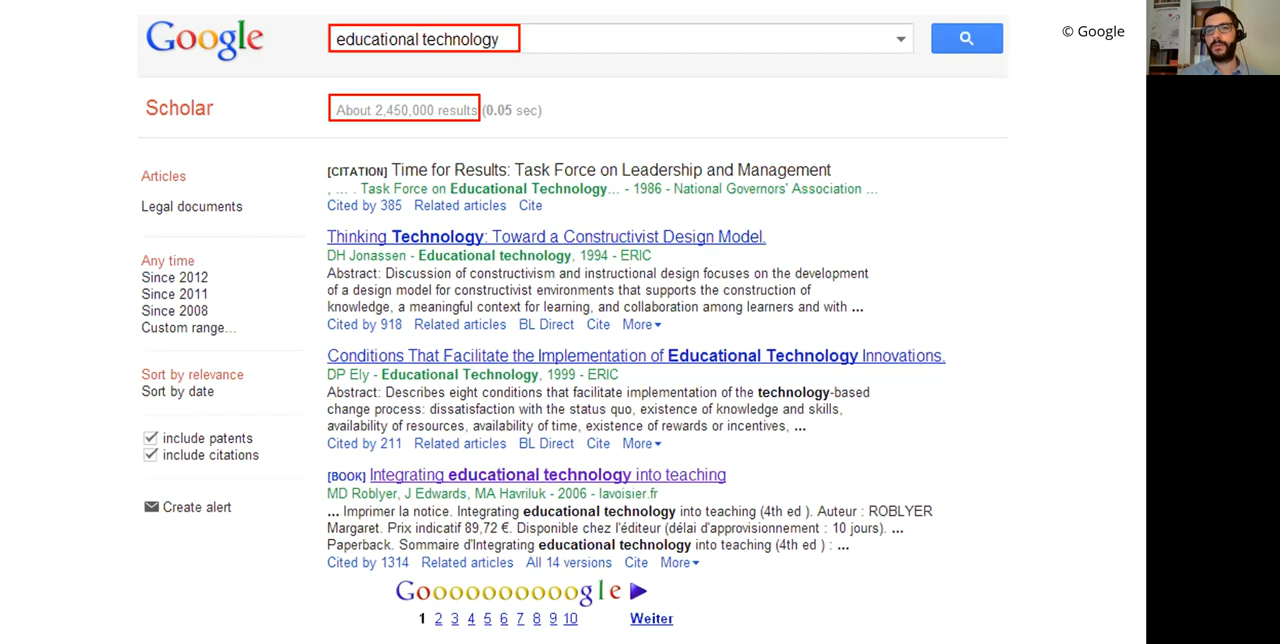 Google
educational technology
© Google
Scholar
About 2,450,000 results (0.05 sec)
Articles
Legal documents
Any time
Since 2012
Since 2011
Since 2008
Custom range...
Sort by relevance
Sort by date
include patents
include citations
Create alert
[CITATION] Time for Results: Task Force on Leadership and Management
, ... . Task Force on Educational Technology... - 1986 - National Governors' Association ...
Cited by 385 Related articles Cite
Thinking Technology: Toward a Constructivist Design Model.
DH Jonassen - Educational technology, 1994 - ERIC
Abstract: Discussion of constructivism and instructional design focuses on the development
of a design model for constructivist environments that supports the construction of
knowledge, a meaningful context for learning, and collaboration among learners and with ...
Cited by 918 Related articles BL Direct Cite More
Conditions That Facilitate the Implementation of Educational Technology Innovations.
DP Ely - Educational Technology, 1999 - ERIC
Abstract: Describes eight conditions that facilitate implementation of the technology-based
change process: dissatisfaction with the status quo, existence of knowledge and skills,
availability of resources, availability of time, existence of rewards or incentives, ...
Cited by 211 Related articles BL Direct Cite More
[BOOK] Integrating educational technology into teaching
MD Roblyer, J Edwards, MA Havriluk - 2006 - lavoisier.fr
... Imprimer la notice. Integrating educational technology into teaching (4th ed ). Auteur : ROBLYER
Margaret. Prix indicatif 89,72 €. Disponible chez l'éditeur (délai d'approvisionnement : 10 jours). ...
Paperback. Sommaire d'Integrating educational technology into teaching (4th ed ) : ...
Cited by 1314 Related articles All 14 versions Cite More
Goooooooooogle
1 2 3 4 5 6 7 8 9 10 Weiter